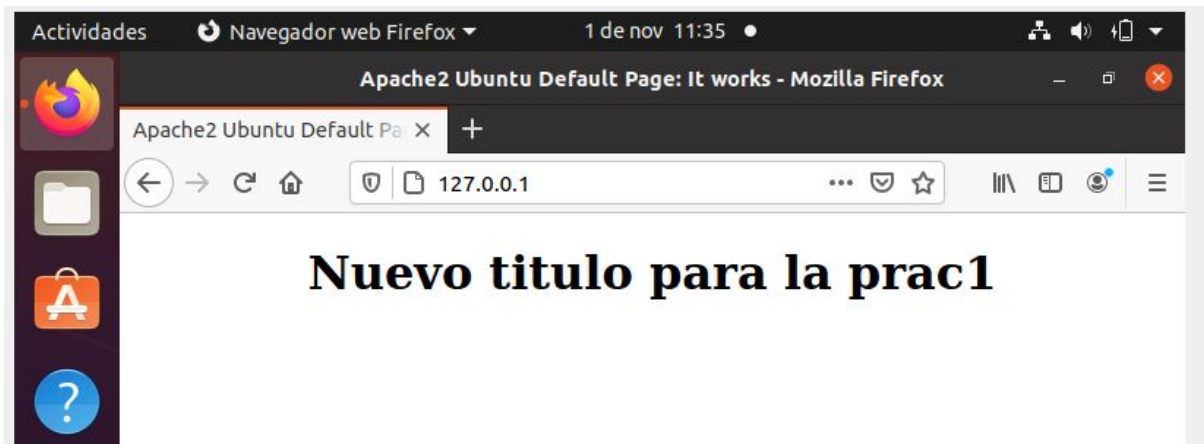 Actividades Navegador web Firefox 1 de nov 11:35
Apache2 Ubuntu Default Page: It works - Mozilla Firefox
Apache2 Ubuntu Default Pa
127.0.0.1
Nuevo titulo para la prac1